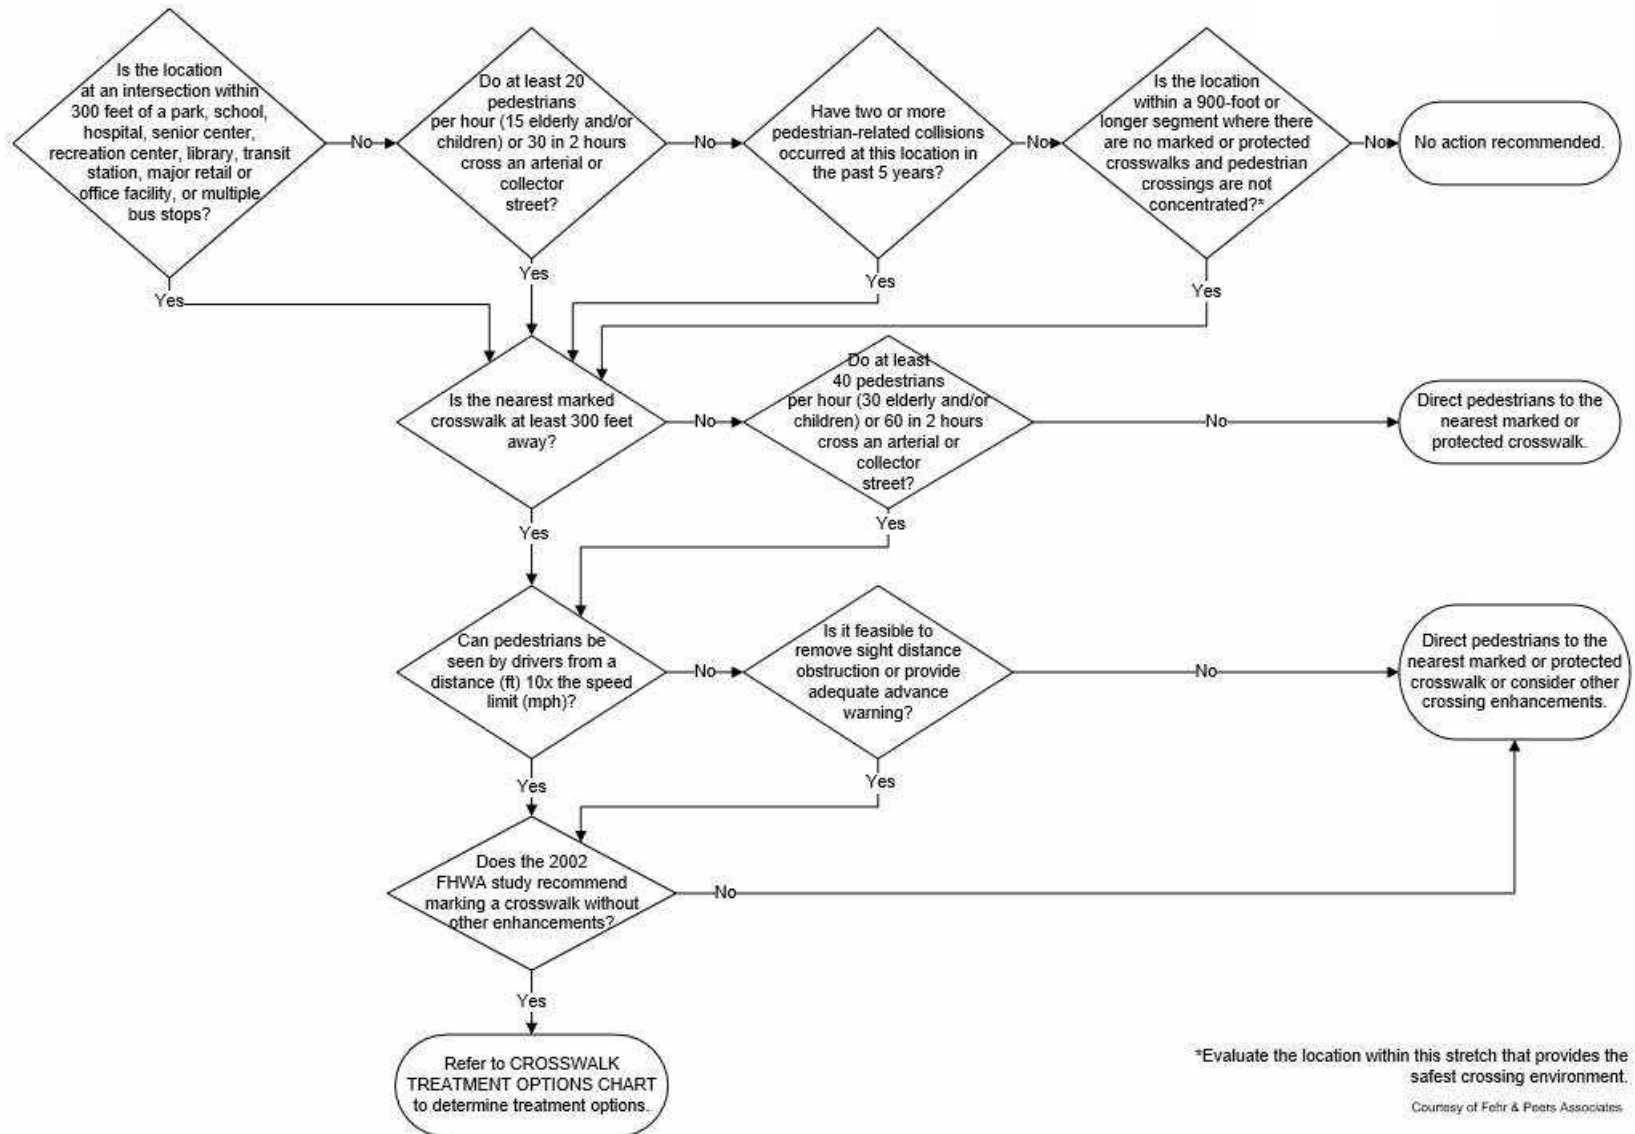 Is the location
at an intersection within
300 feet of a park, school,
hospital, senior center,
recreation center, library, transit
station, major retail or
office facility, or multiple
bus stops?
No
Do at least 20
pedestrians
per hour (15 elderly and/or
children) or 30 in 2 hours
cross an arterial or
collector
street?
No
Have two or more
pedestrian-related collisions
occurred at this location in
the past 5 years?
No
Is the location
within a 900-foot or
longer segment where there
are no marked or protected
crosswalks and pedestrian
crossings are not
concentrated?*
No
No action recommended.
Yes
Yes
Yes
Yes
Is the nearest marked
crosswalk at least 300 feet
away?
No
Do at least
40 pedestrians
per hour (30 elderly and/or
children) or 60 in 2 hours
cross an arterial or
collector
street?
No
Direct pedestrians to the
nearest marked or
protected crosswalk.
Yes
Yes
Can pedestrians be
seen by drivers from a
distance (ft) 10x the speed
limit (mph)?
No
Is it feasible to
remove sight distance
obstruction or provide
adequate advance
warning?
No
Direct pedestrians to the
nearest marked or protected
crosswalk or consider other
crossing enhancements.
Yes
Yes
Does the 2002
FHWA study recommend
marking a crosswalk without
other enhancements?
No
Yes
Refer to CROSSWALK
TREATMENT OPTIONS CHART
to determine treatment options.
*Evaluate the location within this stretch that provides the
safest crossing environment.
Courtesy of Fehr & Peers Associates